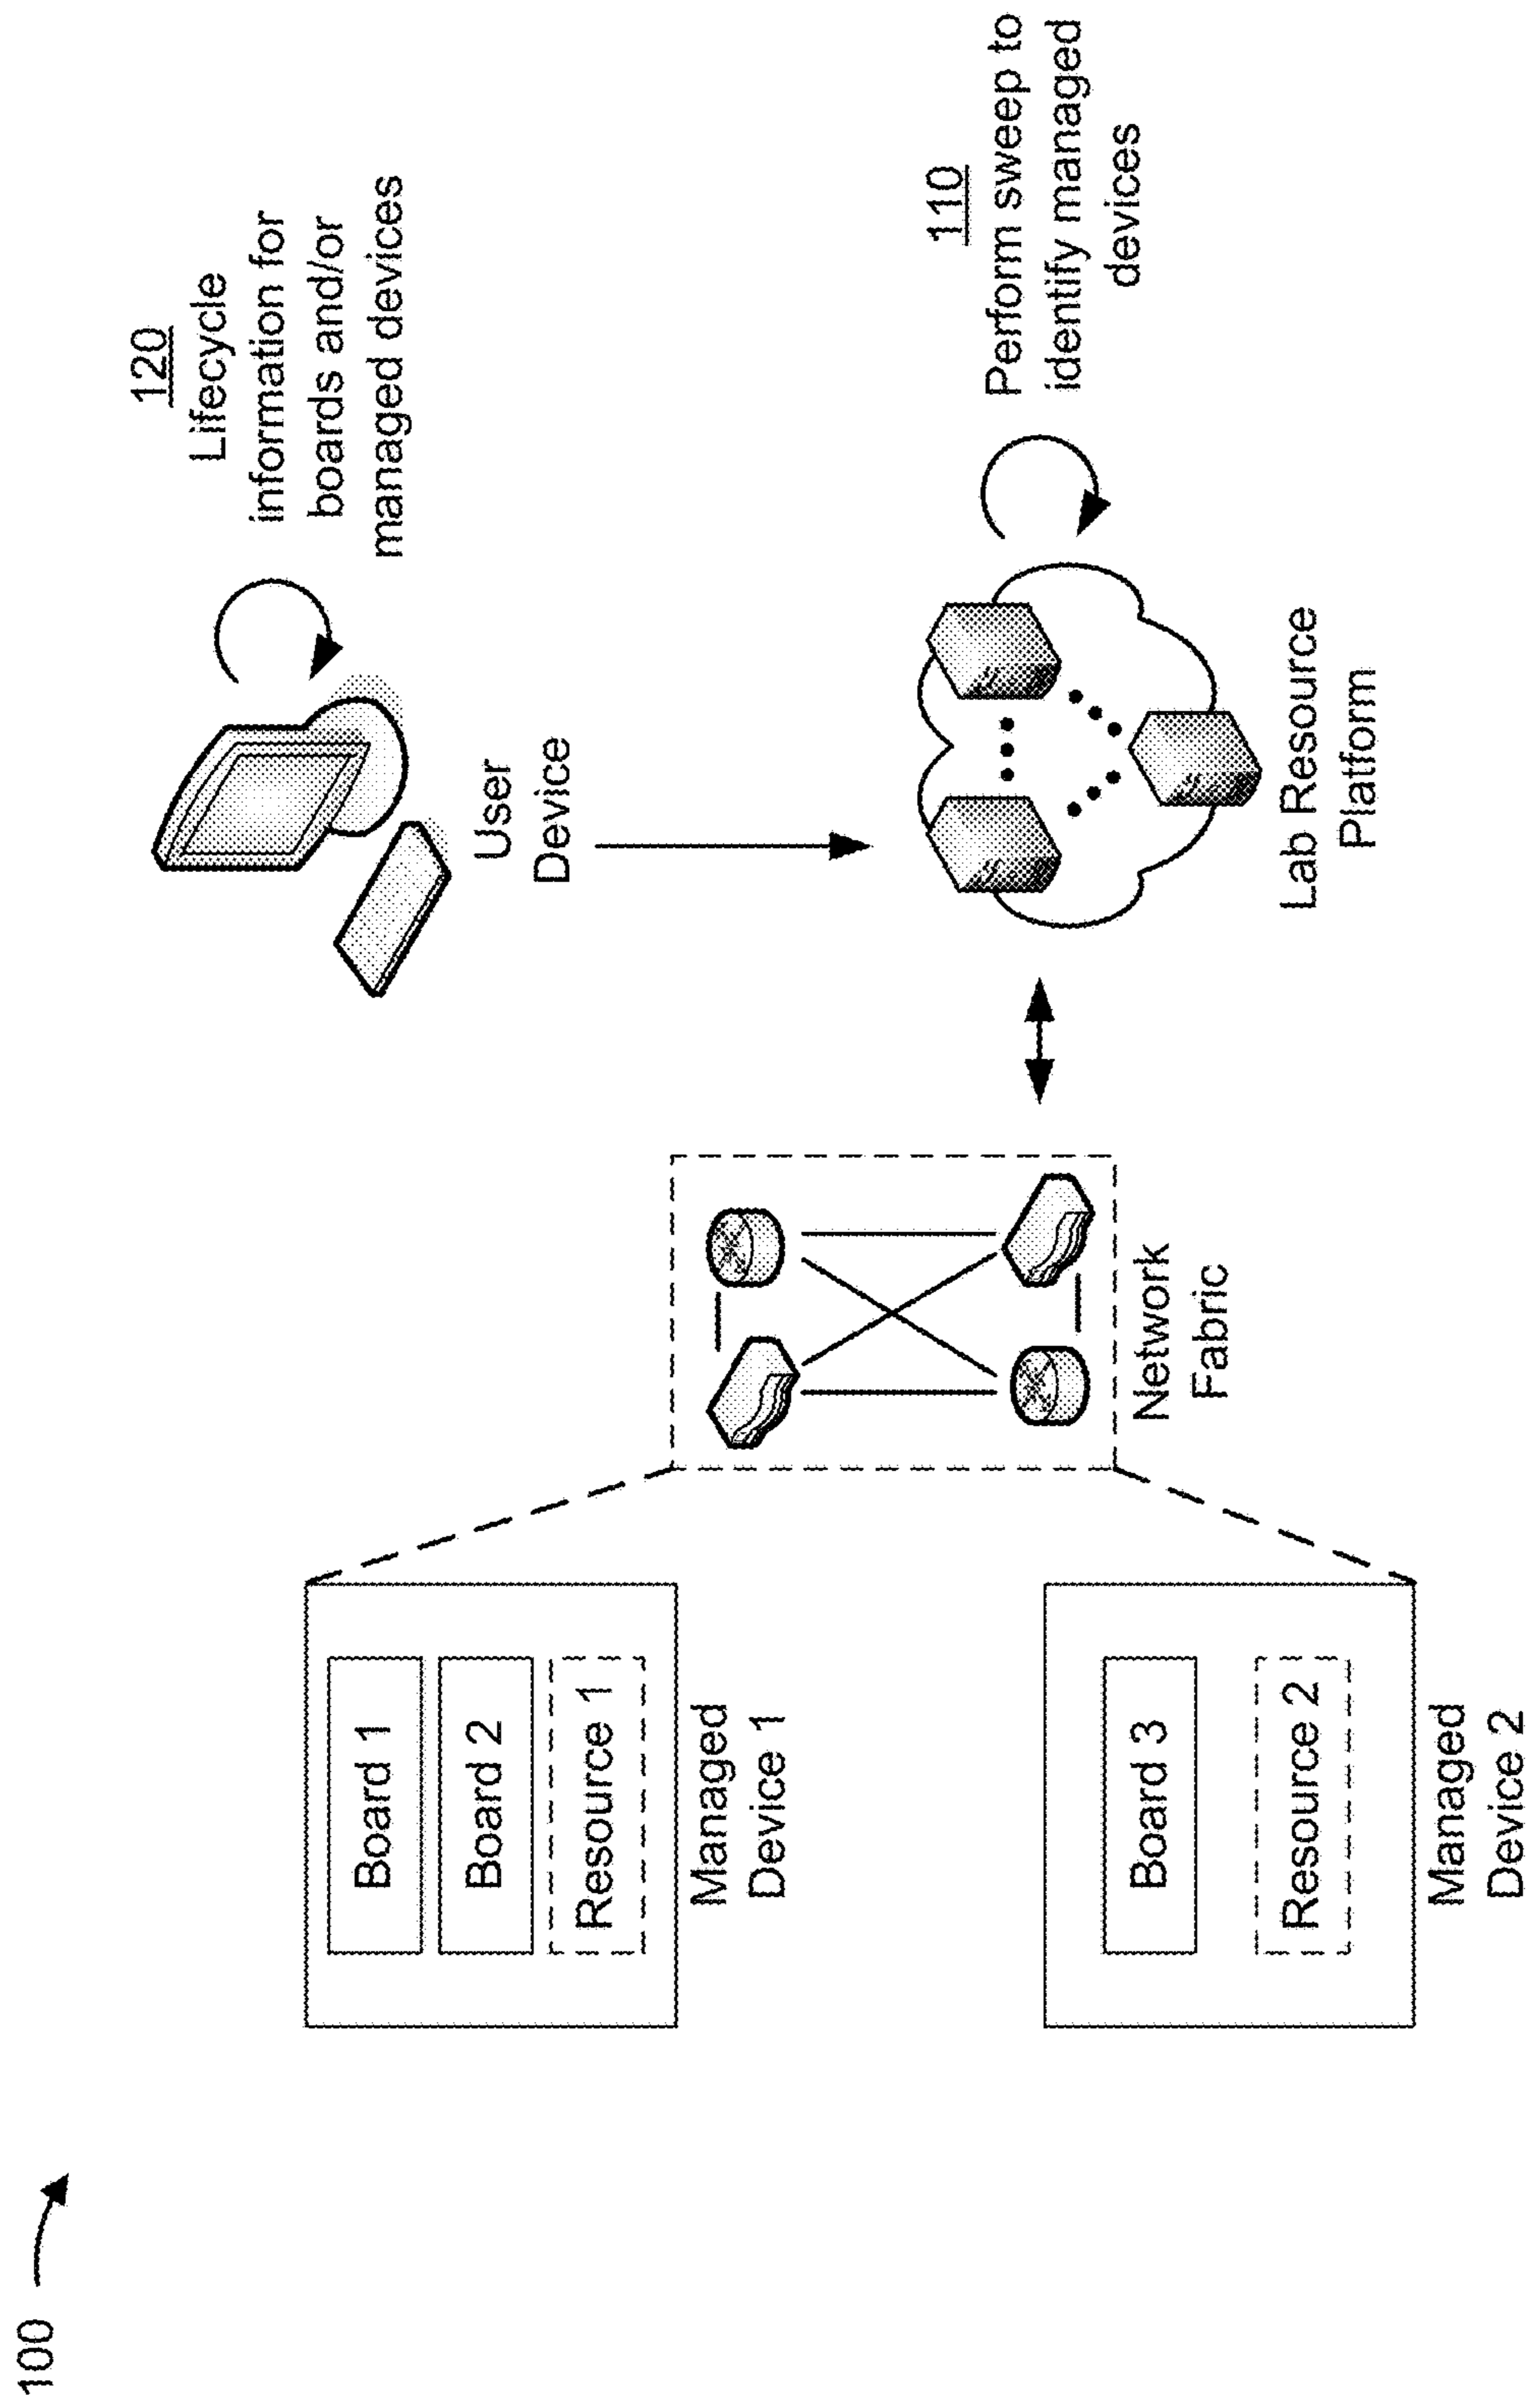 100
Board 1
Board 2
Resource 1
Managed
Device 1
Board 3
Resource 2
Managed
Device 2
Network
Fabric
120
Lifecycle
information for
boards and/or
managed devices
User
Device
110
Perform sweep to
identify managed
devices
Lab Resource
Platform